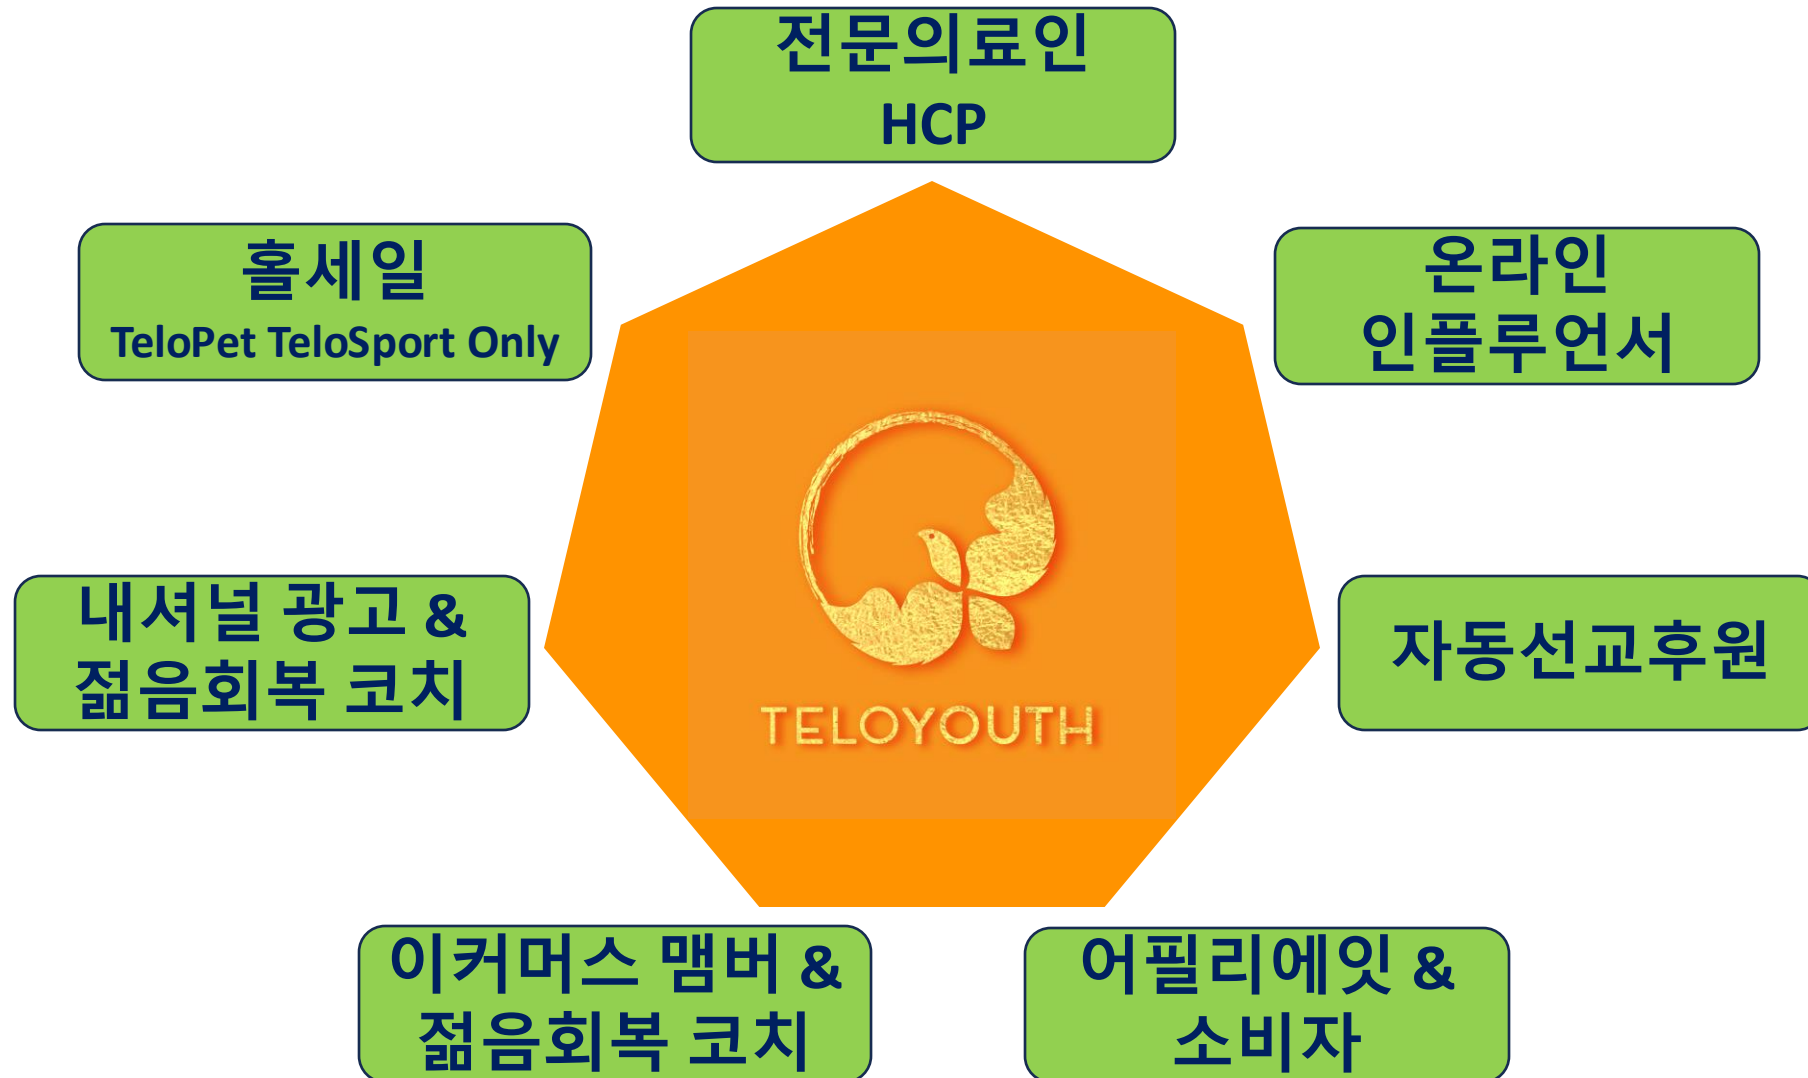 전문의료인
HCP
홀세일
TeloPet TeloSport Only
온라인
인플루언서
TELOYOUTH
내셔널 광고 &
젊음회복 코치
자동선교후원
이커머스 맴버 &
젊음회복 코치
어필리에잇 &
소비자